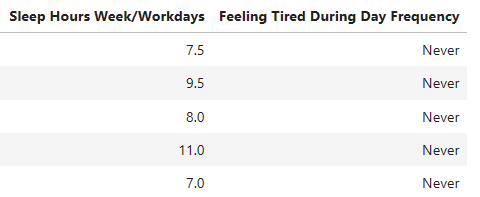 Sleep Hours Week/Workdays Feeling Tired During Day Frequency
7.5 Never
9.5 Never
8.0 Never
11.0 Never
7.0 Never